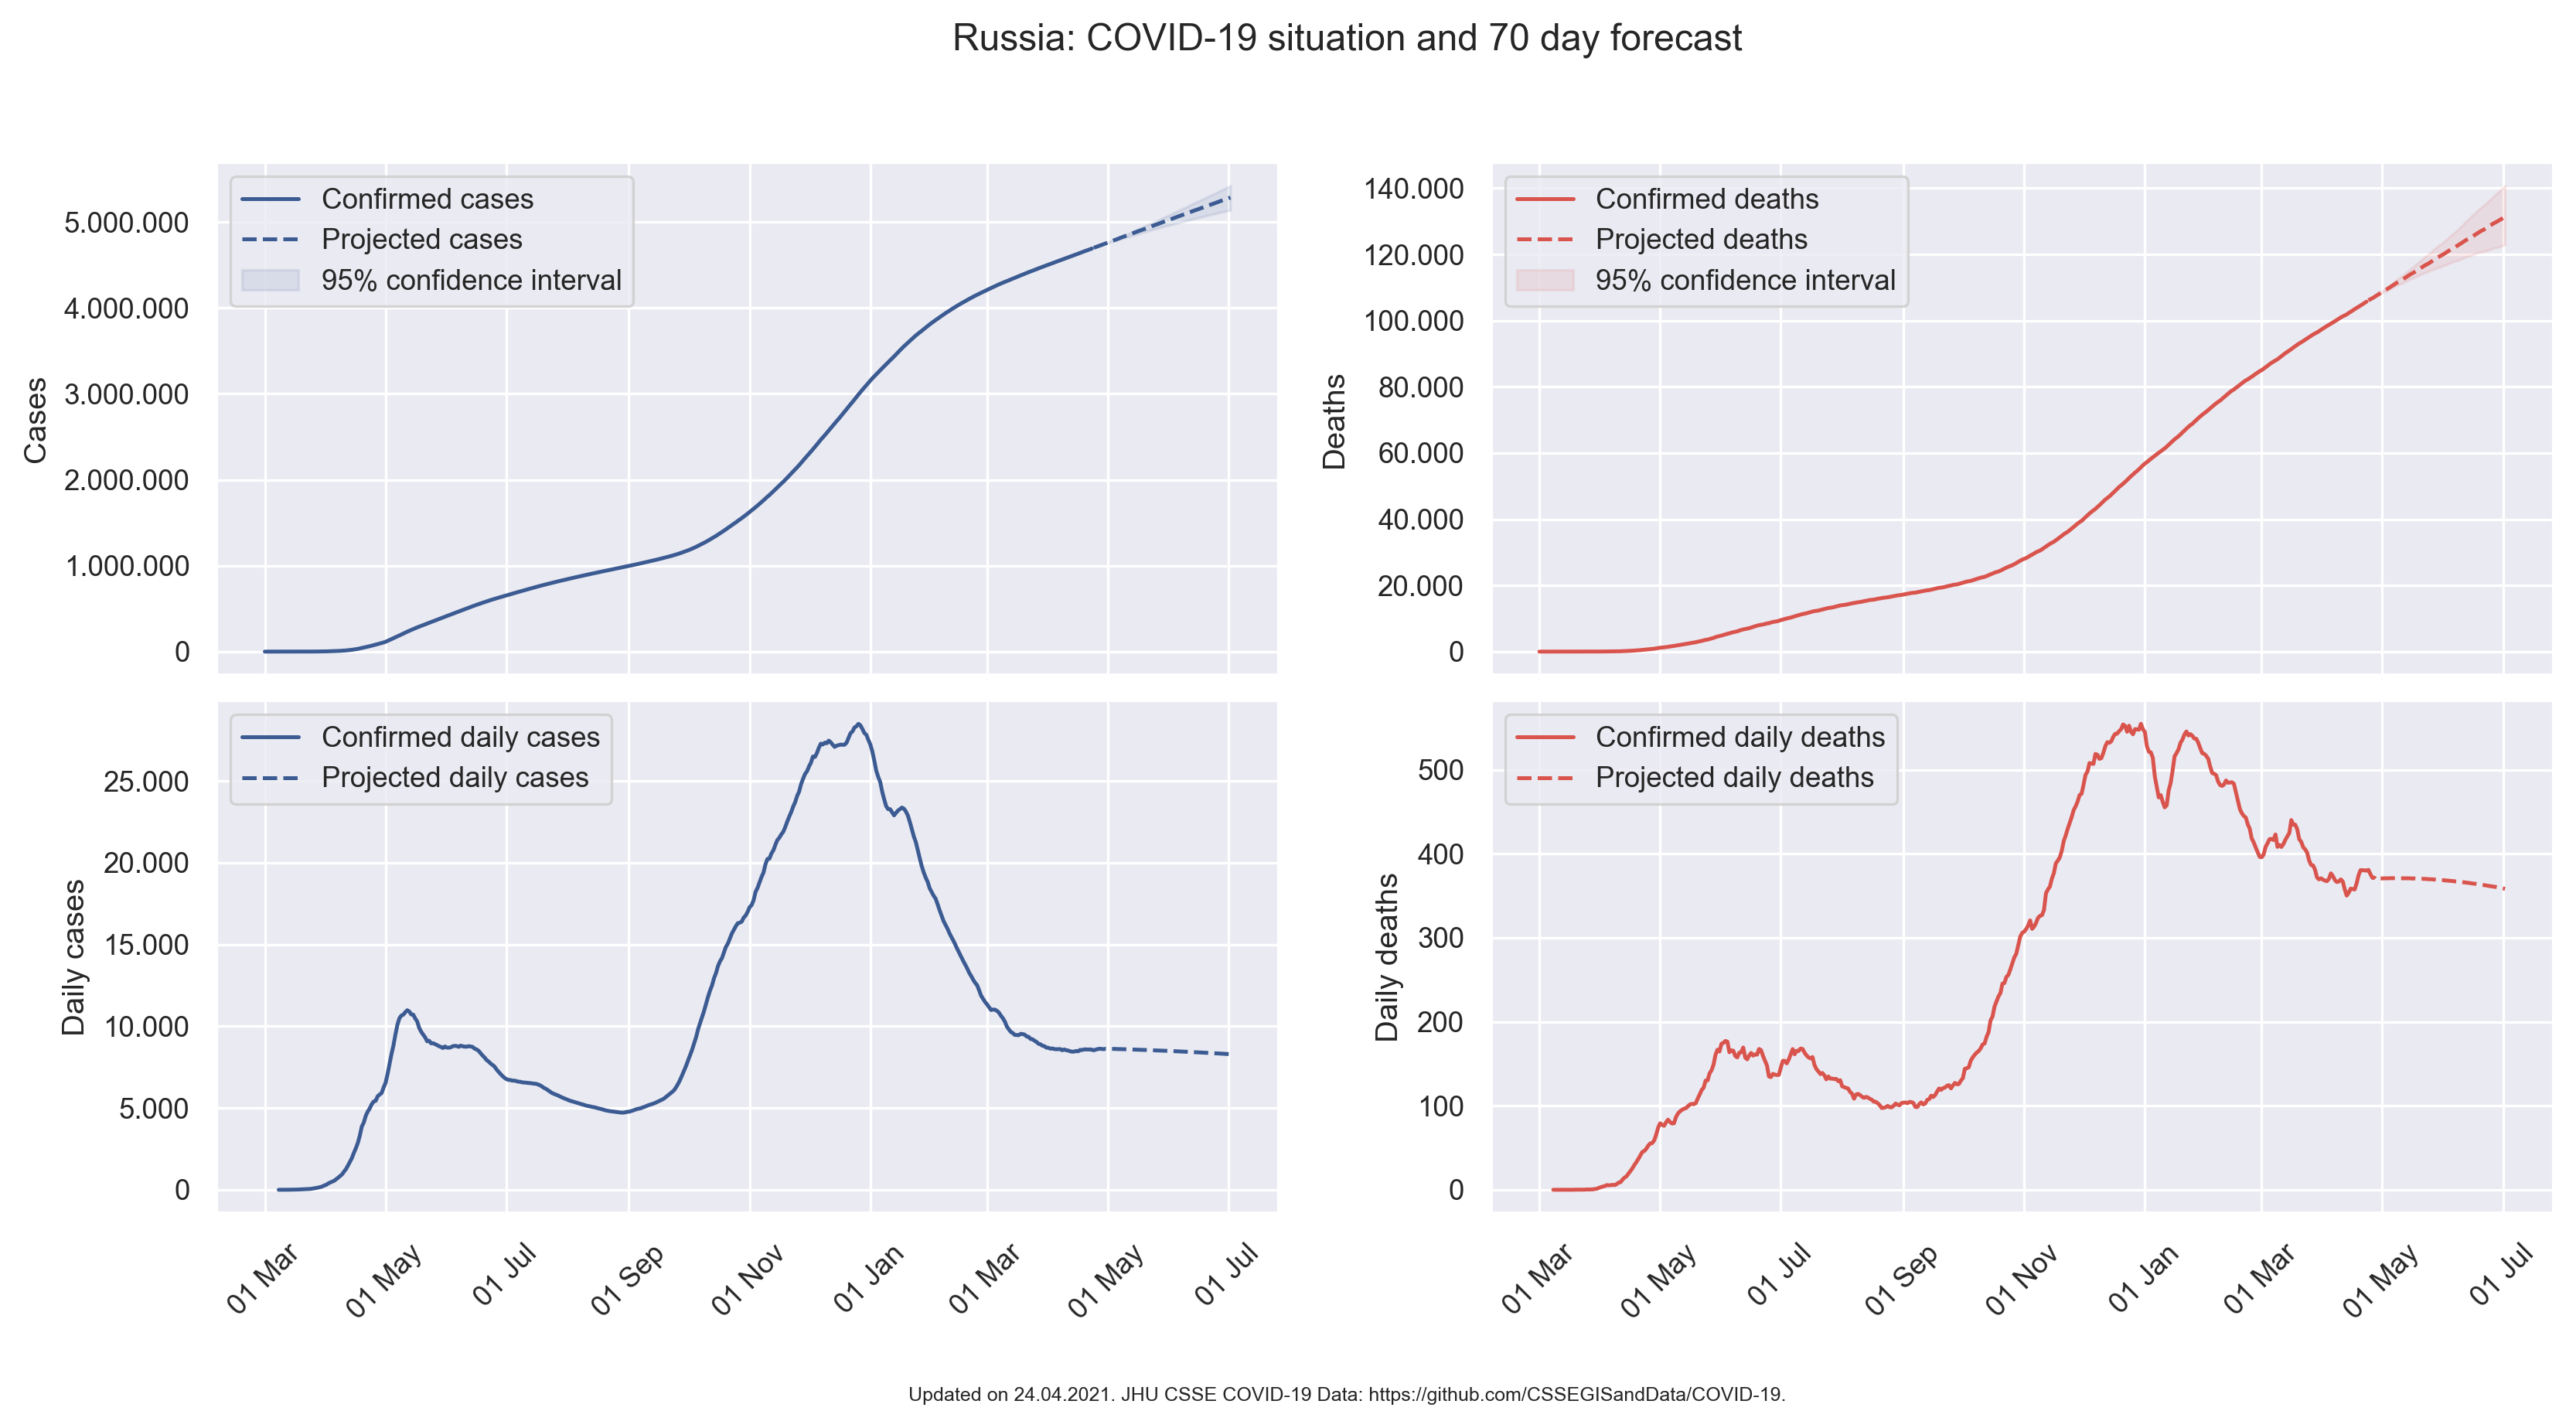 Russia: COVID-19 situation and 70 day forecast
Confirmed cases
Projected cases
95% confidence interval
Cases
5.000.000
4.000.000
3.000.000
2.000.000
1.000.000
0
Confirmed deaths
Projected deaths
95% confidence interval
Deaths
140.000
120.000
100.000
80.000
60.000
40.000
20.000
0
Confirmed daily cases
Projected daily cases
Daily cases
25.000
20.000
15.000
10.000
5.000
0
01 Mar
01 May
01 Jul
01 Sep
01 Nov
01 Jan
01 Mar
01 May
01 Jul
Confirmed daily deaths
Projected daily deaths
Daily deaths
500
400
300
200
100
0
01 Mar
01 May
01 Jul
01 Sep
01 Nov
01 Jan
01 Mar
01 May
01 Jul
Updated on 24.04.2021. JHU CSSE COVID-19 Data: https://github.com/CSSEGISandData/COVID-19.